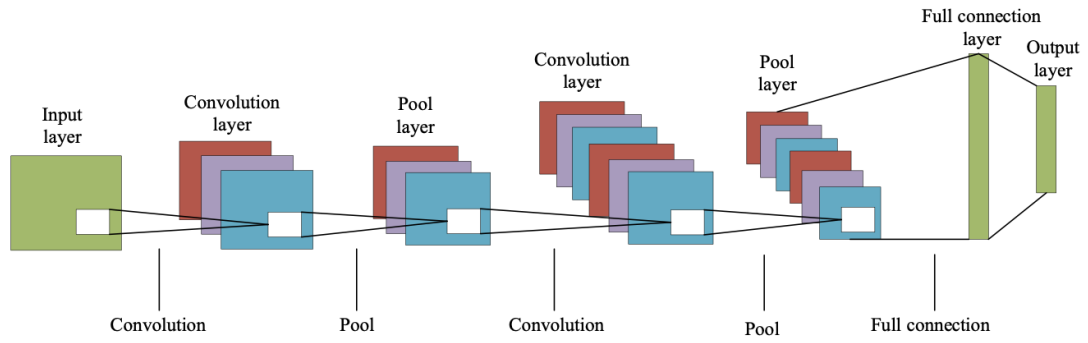 Input
layer
Convolution
layer
Pool
layer
Convolution
layer
Pool
layer
Full connection
layer
Output
layer
Convolution
Pool
Convolution
Pool
Full connection